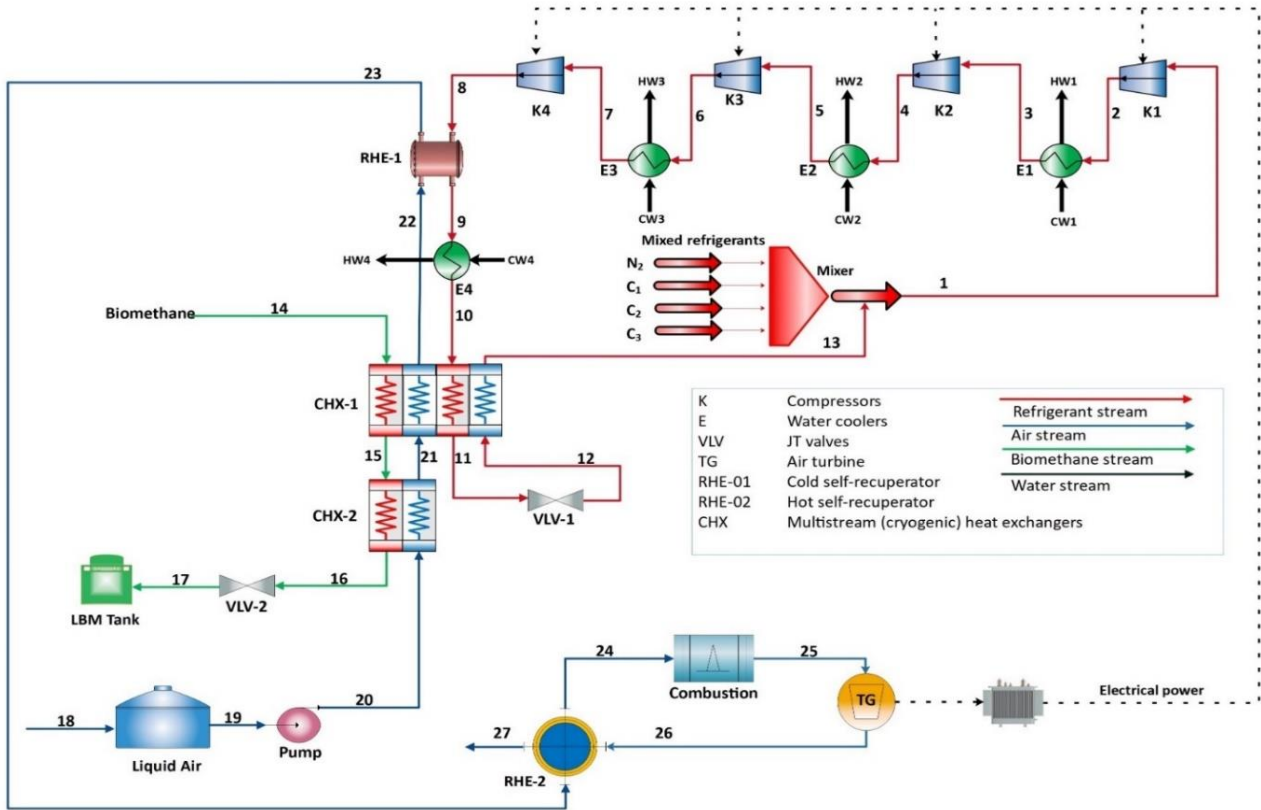 23
8
K4
7
HW3
6
K3
5
HW2
4
K2
3
HW1
2
K1
RHE-1
E3
E2
E1
22
9
CW3
CW2
CW1
HW4
CW4
E4
Mixed refrigerants
N2
C1
C2
C3
Mixer
1
Biomethane
14
10
13
CHX-1
15
21
11
12
VLV-1
CHX-2
K Compressors Refrigerant stream
E Water coolers Air stream
VLV JT valves Biomethane stream
TG Air turbine Water stream
RHE-01 Cold self-recuperator
RHE-02 Hot self-recuperator
CHX Multistream (cryogenic) heat exchangers
17
16
LBM Tank
VLV-2
24
25
Combustion
TG
Electrical power
18
19
20
Liquid Air
Pump
27
26
RHE-2